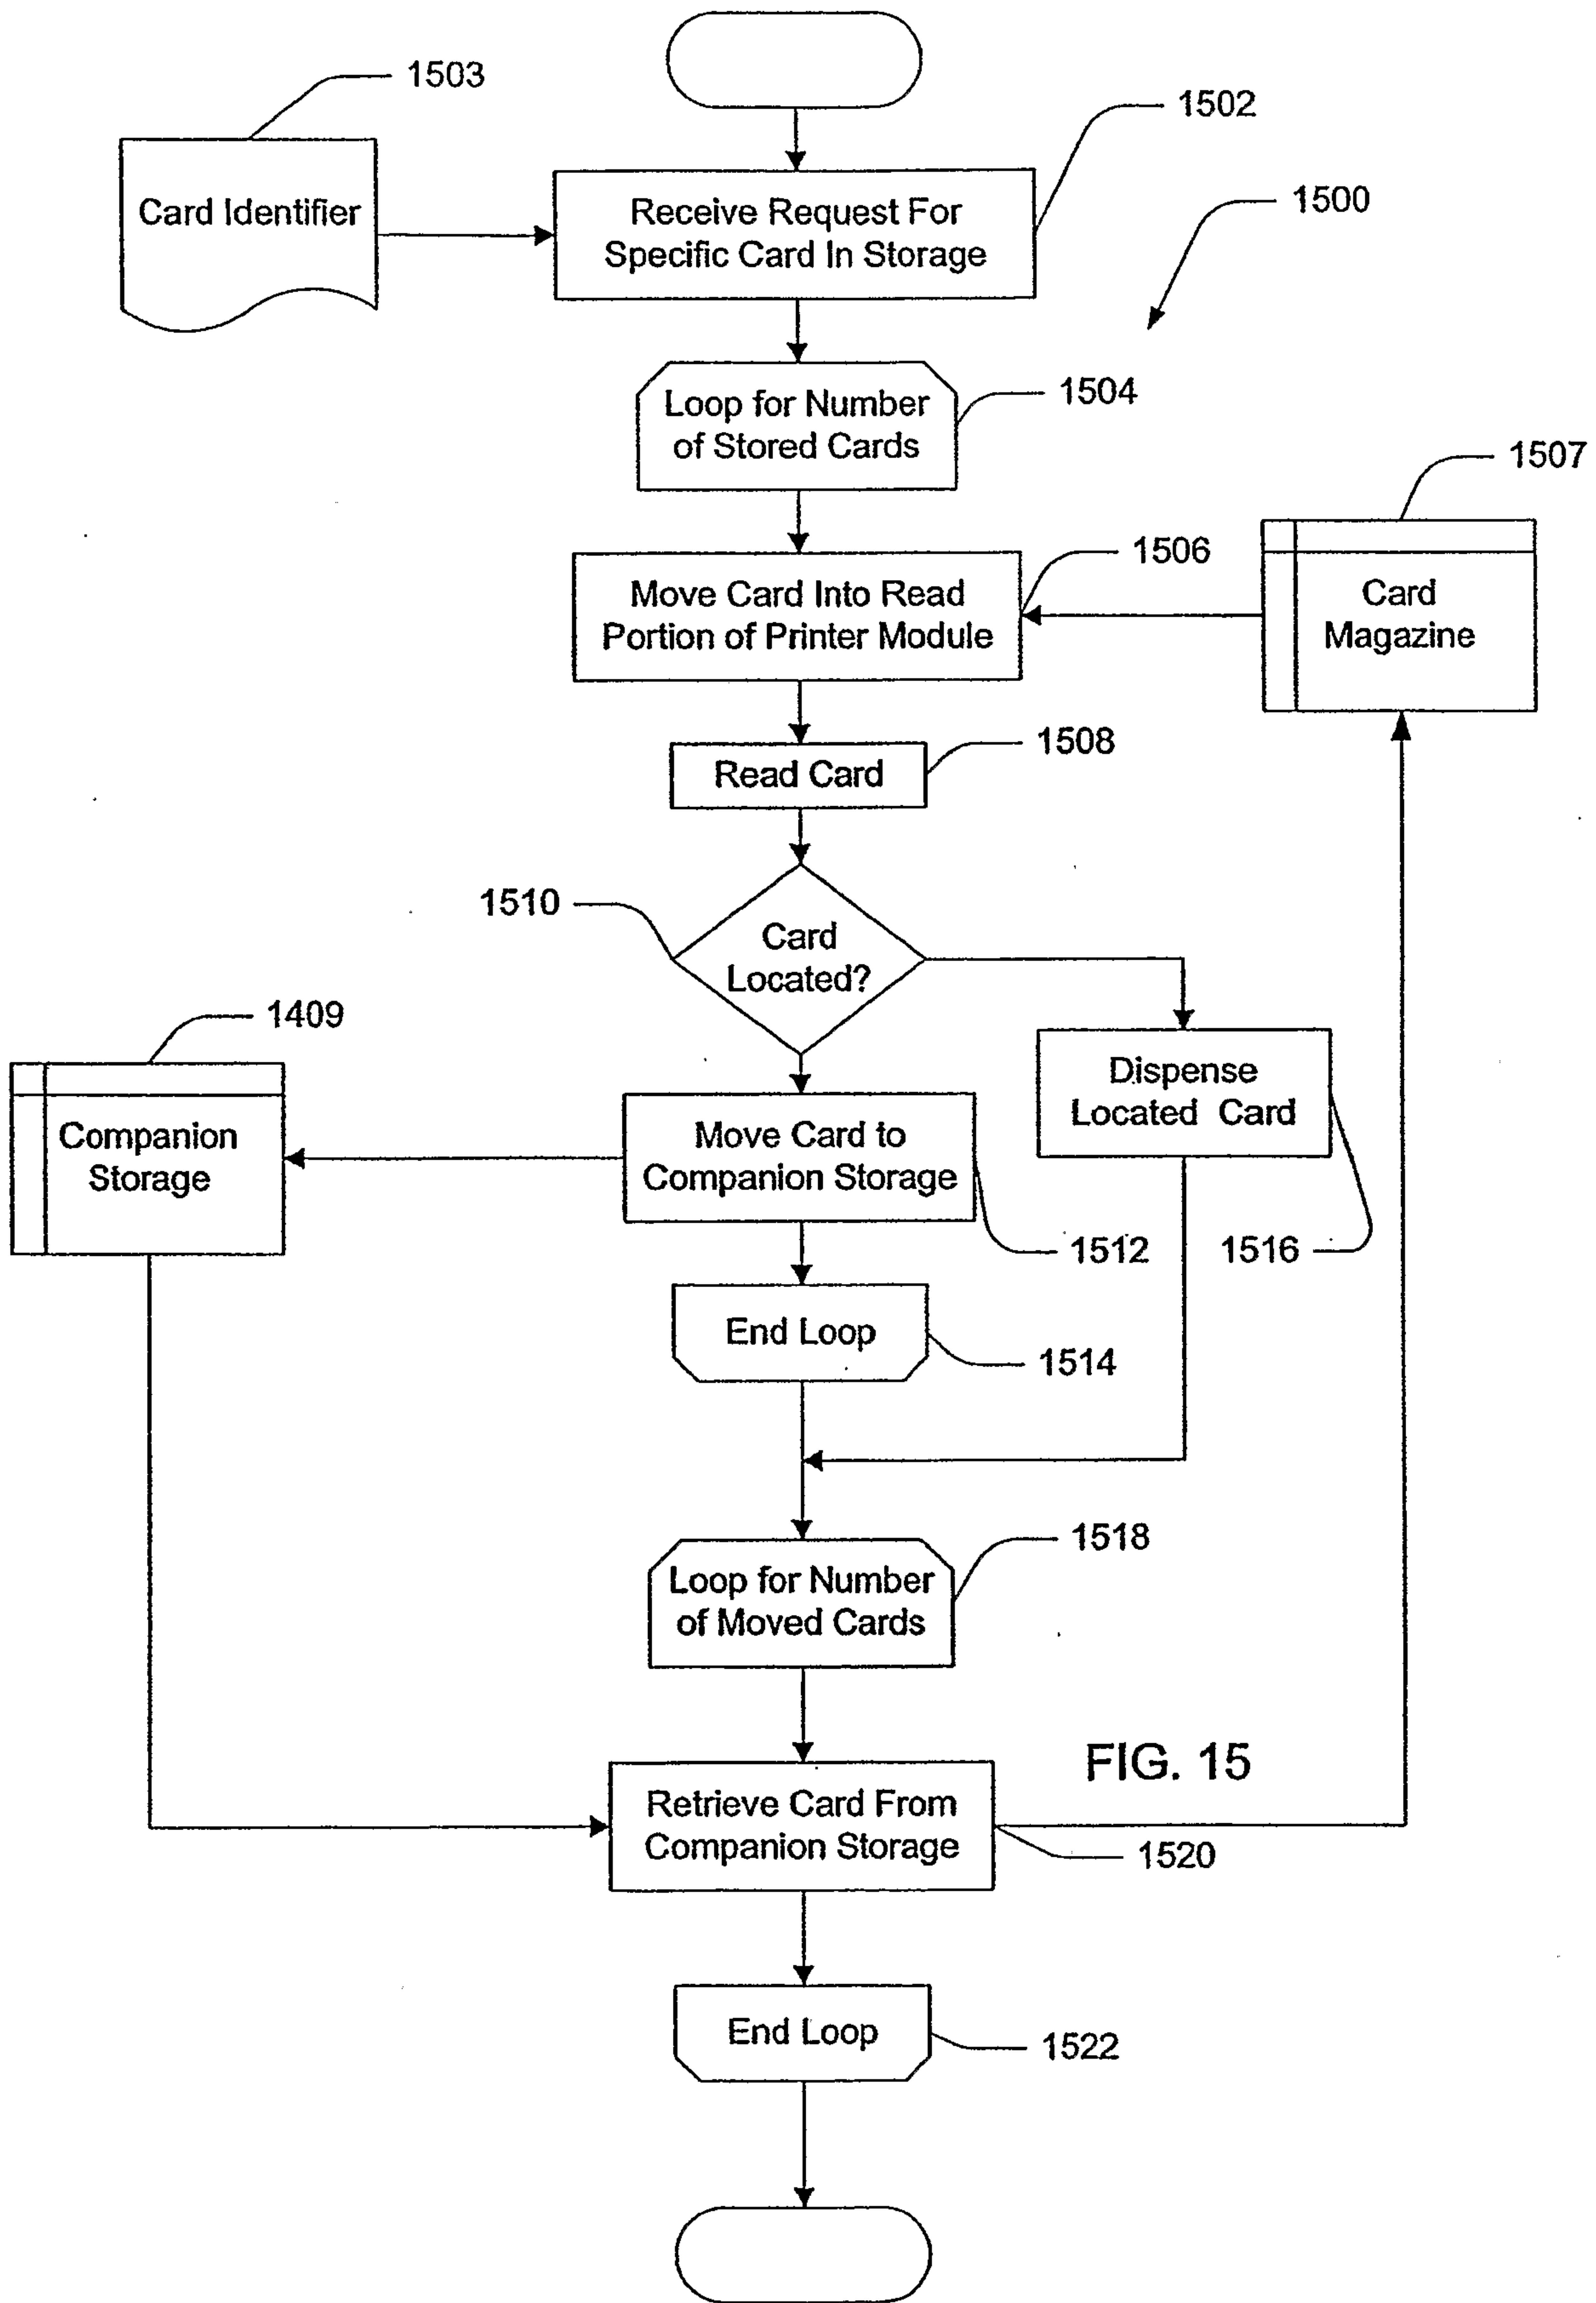 1503
1502
Card Identifier
Receive Request For
Specific Card In Storage
1500
Loop for Number
of Stored Cards
1504
1507
1506
Move Card Into Read
Portion of Printer Module
Card
Magazine
1508
Read Card
1510
Card
Located?
1409
Dispense
Located Card
Companion
Storage
Move Card to
Companion Storage
1512
1516
End Loop
1514
1518
Loop for Number
of Moved Cards
FIG. 15
Retrieve Card From
Companion Storage
1520
End Loop
1522